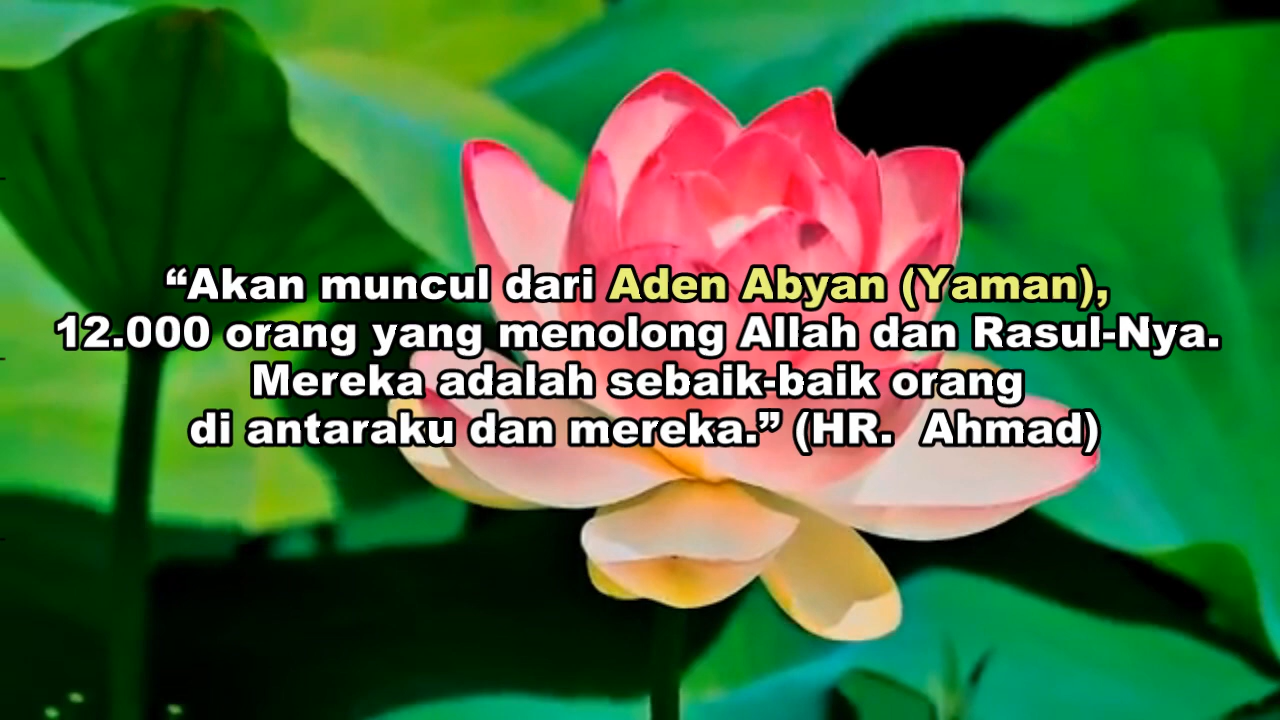 “Akan muncul dari Aden Abyan (Yaman),
12.000 orang yang menolong Allah dan Rasul-Nya.
Mereka adalah sebaik-baik orang
di antaraku dan mereka.” (HR.  Ahmad)